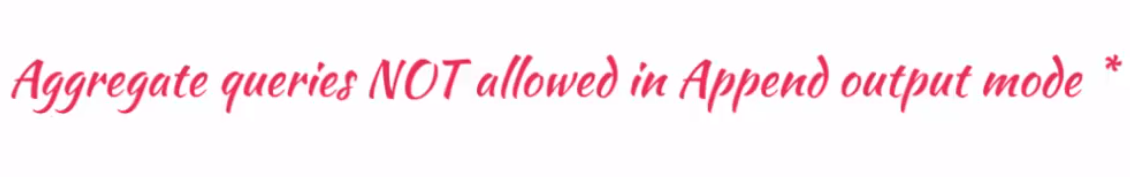 Aggregate queries NOT allowed in Append output mode *